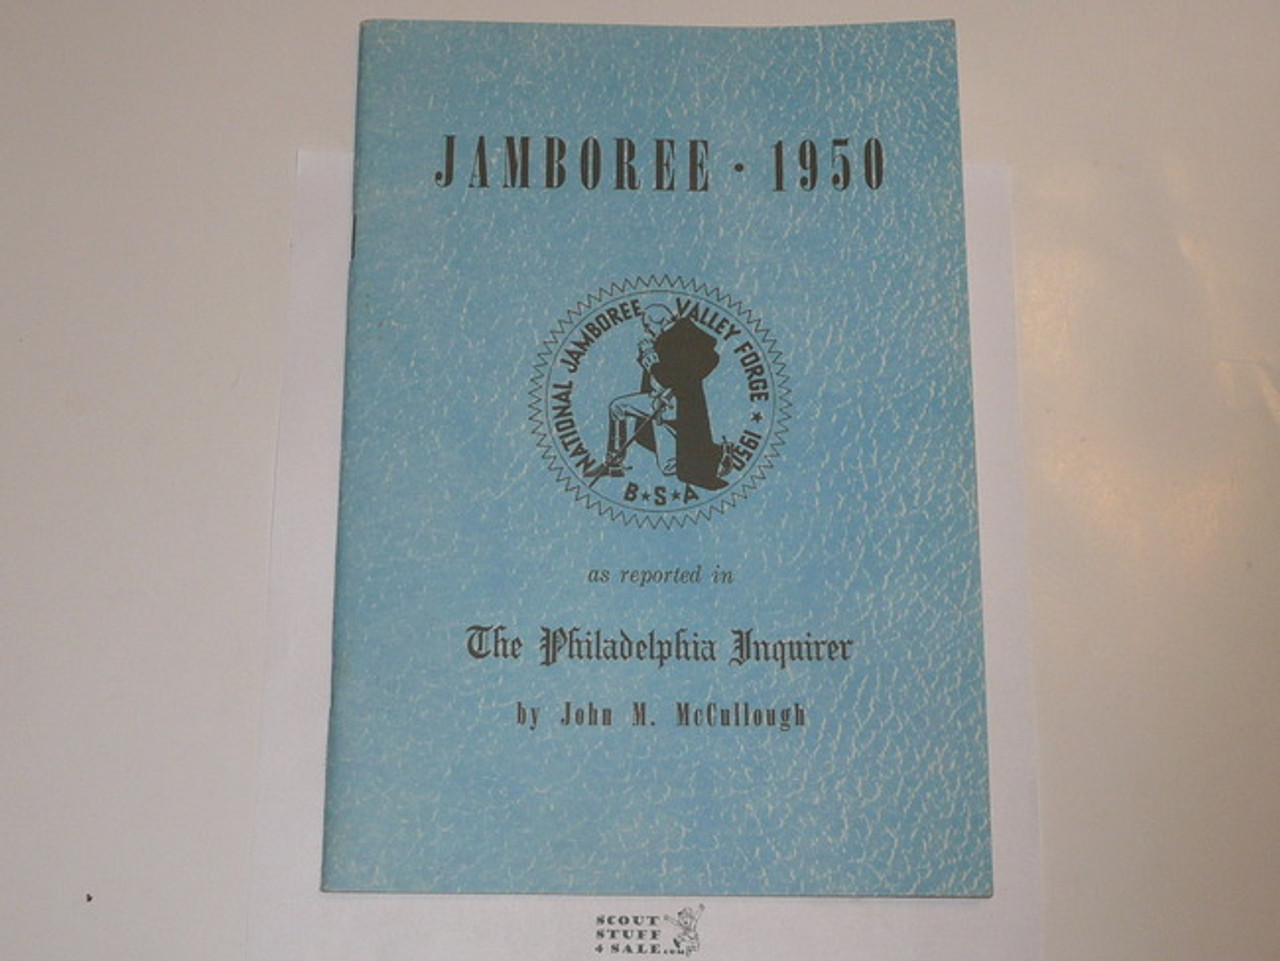 JAMBOREE · 1950
NATIONAL JAMBOREE VALLEY FORGE ★ 1950
B★S★A
as reported in
The Philadelphia Inquirer
by John M. McCullough
SCOUT
STUFF
4 SALE.com